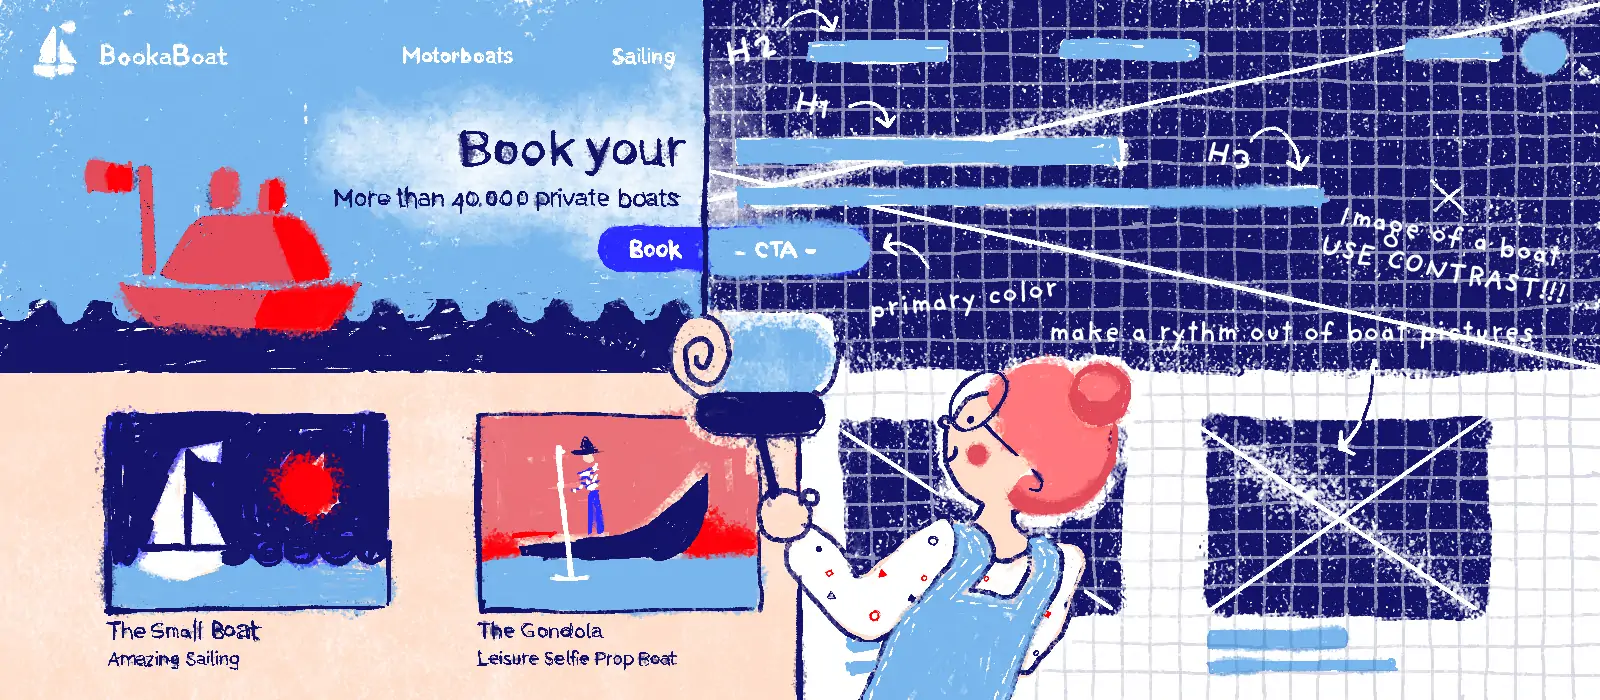 BookaBoat
Motorboats
Sailing
H2
H1
Book your
H3
More than 40.000 private boats
Image of a boat
USE CONTRAST!!!
Book
- CTA -
primary color
make a rythm out of boat pictures
The Small Boat
Amazing Sailing
The Gondola
Leisure Selfie Prop Boat